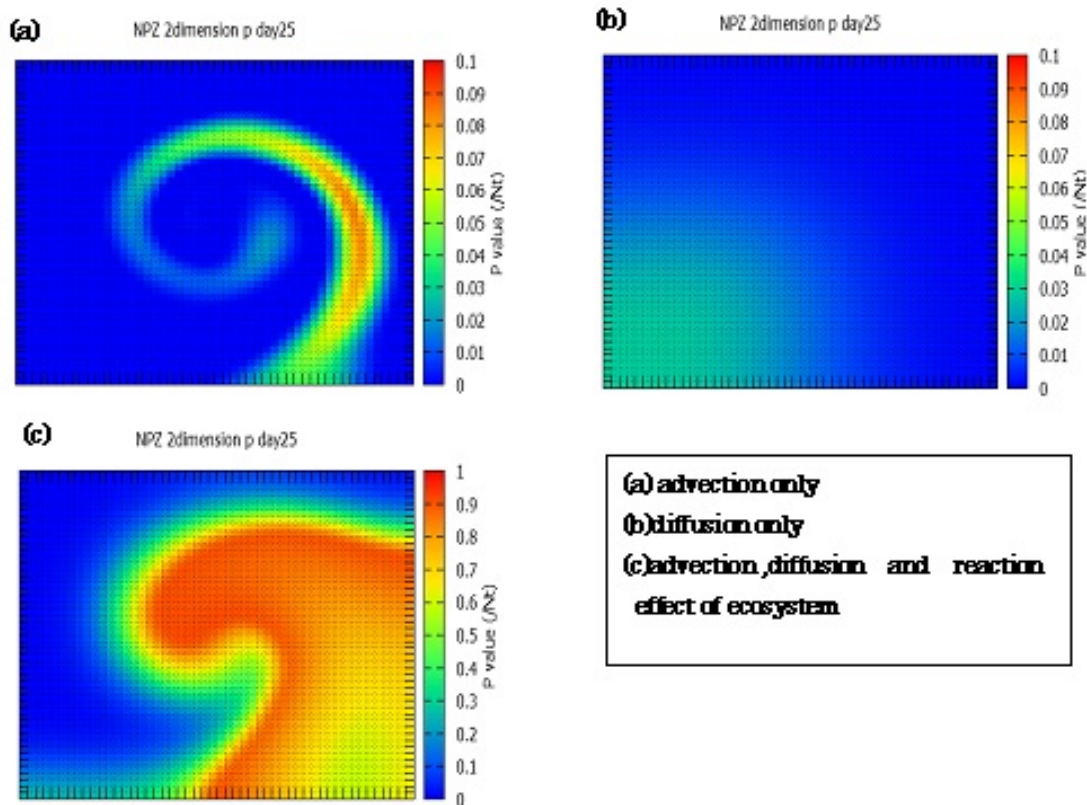 (a)
NPZ 2dimension p day25
0.1
0.09
0.08
0.07
0.06
0.05
0.04
0.03
0.02
0.01
0
P value (/Nt)
(b)
NPZ 2dimension p day25
0.1
0.09
0.08
0.07
0.06
0.05
0.04
0.03
0.02
0.01
0
P value (/Nt)
(c)
NPZ 2dimension p day25
1
0.9
0.8
0.7
0.6
0.5
0.4
0.3
0.2
0.1
0
P value (/Nt)
(a) advection only
(b)diffusion only
(c)advection,diffusion and reaction
effect of ecosystem